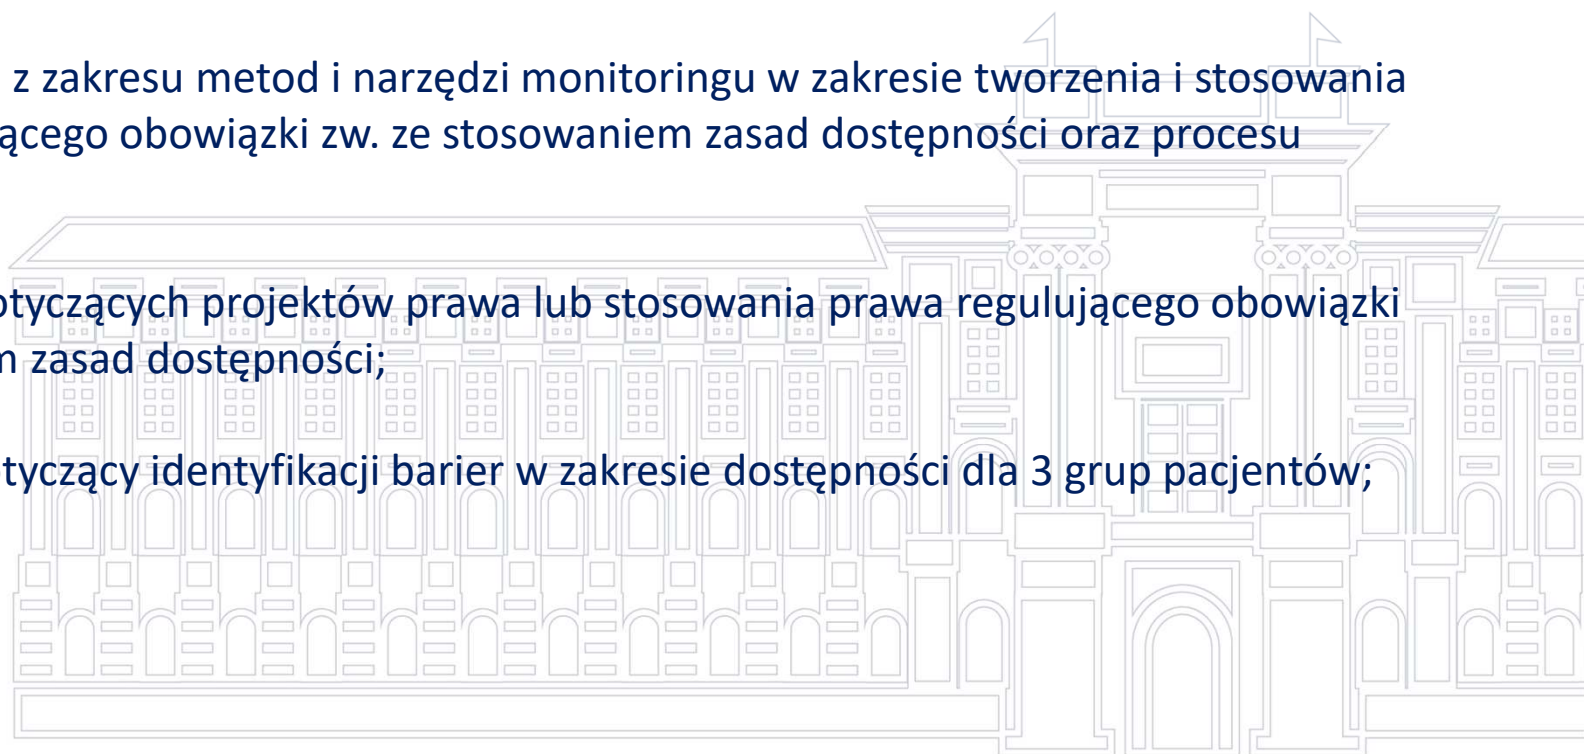 z zakresu metod i narzędzi monitoringu w zakresie tworzenia i stosowania
ącego obowiązki zw. ze stosowaniem zasad dostępności oraz procesu
otyczących projektów prawa lub stosowania prawa regulującego obowiązki
m zasad dostępności;
otyczący identyfikacji barier w zakresie dostępności dla 3 grup pacjentów;